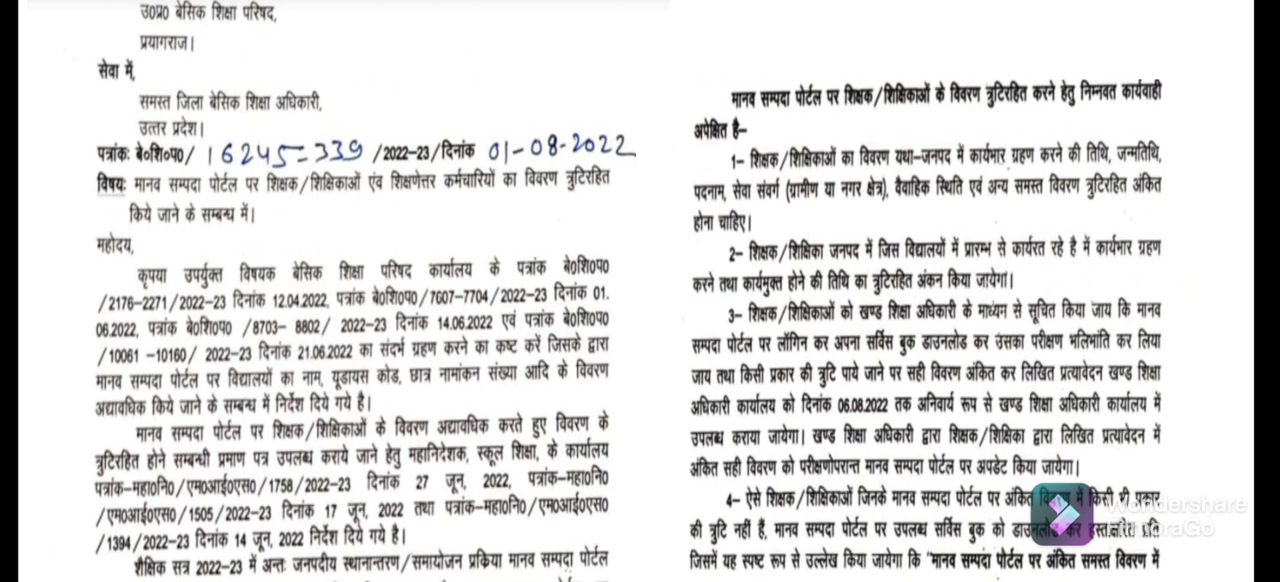 उ0प्र0 बेसिक शिक्षा परिषद,
प्रयागराज।
सेवा में,
समस्त जिला बेसिक शिक्षा अधिकारी,
उत्तर प्रदेश।
पत्रांकः बे0शि0प0/ 16245-339 /2022-23/दिनांक 01-08-2022
विषयः मानव सम्पदा पोर्टल पर शिक्षक/शिक्षिकाओं एंव शिक्षणेत्तर कर्मचारियों का विवरण त्रुटिरहित
किये जाने के सम्बन्ध में।
महोदय,
कृपया उपर्युक्त विषयक बेसिक शिक्षा परिषद कार्यालय के पत्रांक बे0शि0प0
/2176-2271/2022-23 दिनांक 12.04.2022, पत्रांक बे0शि0प0/7607-7704/2022-23 दिनांक 01.
06.2022, पत्रांक बे0शि0प0 /8703- 8802/ 2022-23 दिनांक 14.06.2022 एवं पत्रांक बे0शि0प0
/10061 -10160/ 2022-23 दिनांक 21.06.2022 का संदर्भ ग्रहण करने का कष्ट करें जिसके द्वारा
मानव सम्पदा पोर्टल पर विद्यालयों का नाम, यूडायस कोड, छात्र नामांकन संख्या आदि के विवरण
अद्यावधिक किये जाने के सम्बन्ध में निर्देश दिये गये है।
मानव सम्पदा पोर्टल पर शिक्षक/शिक्षिकाओं के विवरण अद्यावधिक करते हुए विवरण के
त्रुटिरहित होने सम्बन्धी प्रमाण पत्र उपलब्ध कराये जाने हेतु महानिदेशक, स्कूल शिक्षा, के कार्यालय
पत्रांक-महा0नि0/एम0आई0एस0/1758/2022-23 दिनांक 27 जून, 2022, पत्रांक-महा0नि0
/एम0आई0एस0/1505/2022-23 दिनांक 17 जून, 2022 तथा पत्रांक-महा0नि0/एम0आई0एस0
/1394/2022-23 दिनांक 14 जून, 2022 निर्देश दिये गये है।
शैक्षिक सत्र 2022-23 में अन्तः जनपदीय स्थानान्तरण/समायोजन प्रकिया मानव सम्पदा पोर्टल
मानव सम्पदा पोर्टल पर शिक्षक/शिक्षिकाओं के विवरण त्रुटिरहित करने हेतु निम्नवत कार्यवाही
अपेक्षित है-
1- शिक्षक/शिक्षिकाओं का विवरण यथा-जनपद में कार्यभार ग्रहण करने की तिथि, जन्मतिथि,
पदनाम, सेवा संवर्ग (ग्रामीण या नगर क्षेत्र), वैवाहिक स्थिति एवं अन्य समस्त विवरण त्रुटिरहित अंकित
होना चाहिए।
2- शिक्षक/शिक्षिका जनपद में जिस विद्यालयों में प्रारम्भ से कार्यरत रहे है में कार्यभार ग्रहण
करने तथा कार्यमुक्त होने की तिथि का त्रुटिरहित अंकन किया जायेगा।
3- शिक्षक/शिक्षिकाओं को खण्ड शिक्षा अधिकारी के माध्यम से सूचित किया जाय कि मानव
सम्पदा पोर्टल पर लॉगिन कर अपना सर्विस बुक डाउनलोड कर उसका परीक्षण भलिभांति कर लिया
जाय तथा किसी प्रकार की त्रुटि पाये जाने पर सही विवरण अंकित कर लिखित प्रत्यावेदन खण्ड शिक्षा
अधिकारी कार्यालय को दिनांक 06.08.2022 तक अनिवार्य रूप से खण्ड शिक्षा अधिकारी कार्यालय में
उपलब्ध कराया जायेगा। खण्ड शिक्षा अधिकारी द्वारा शिक्षक/शिक्षिका द्वारा लिखित प्रत्यावेदन में
अंकित सही विवरण को परीक्षणोपरान्त मानव सम्पदा पोर्टल पर अपडेट किया जायेगा।
4- ऐसे शिक्षक/शिक्षिकाओं जिनके मानव सम्पदा पोर्टल पर अंकित विवरण में किसी भी प्रकार
की त्रुटि नहीं हैं, मानव सम्पदा पोर्टल पर उपलब्ध सर्विस बुक को डाउनलोड कर हस्ताक्षरित प्रति
जिसमें यह स्पष्ट रूप से उल्लेख किया जायेगा कि "मानव सम्पदा पोर्टल पर अंकित समस्त विवरण में
Wondershare
FilmoraGo